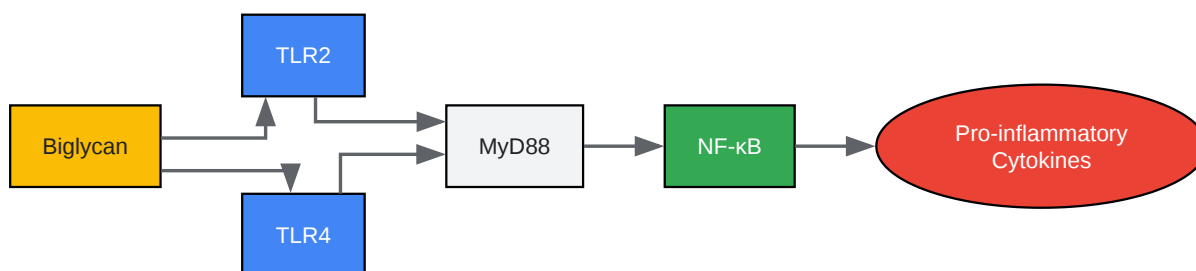 TLR2
Biglycan
MyD88
NF-κB
Pro-inflammatory
Cytokines
TLR4